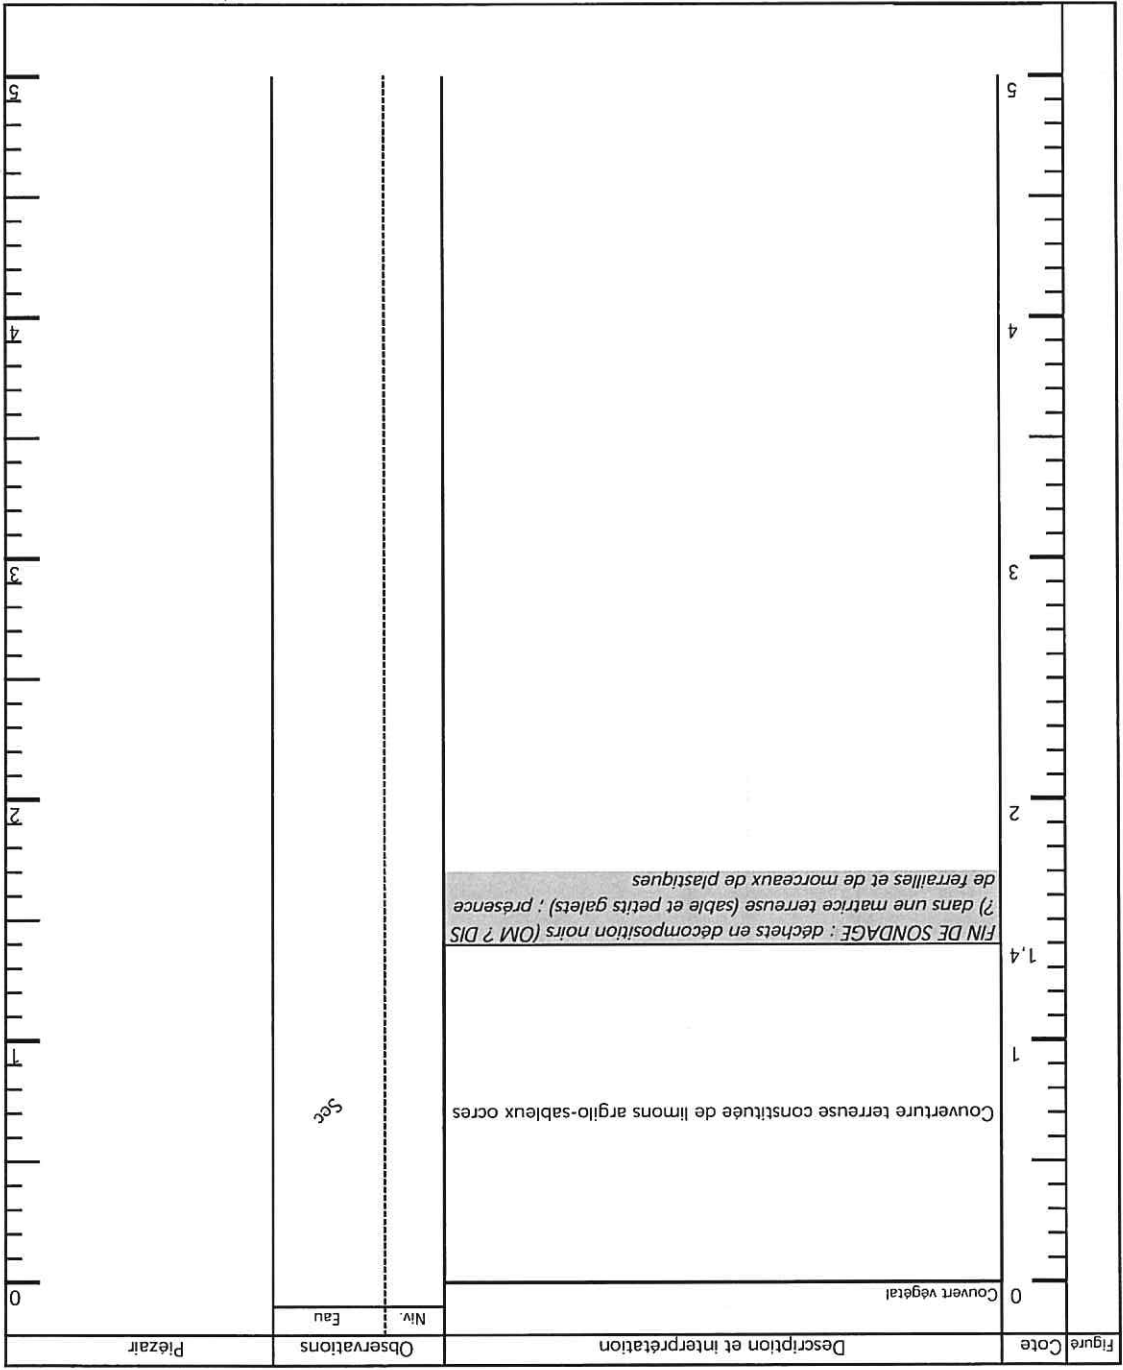 Figuré Cote Description et interprétation Observations Piézair
Niv. Eau
0 Couvert végétal 0
Couverture terreuse constituée de limons argilo-sableux ocres Sec
1 1
1,4
FIN DE SONDAGE : déchets en décomposition noirs (OM ? DIS
?) dans une matrice terreuse (sable et petits galets) ; présence
de ferrailles et de morceaux de plastiques
2 2
3 3
4 4
5 5